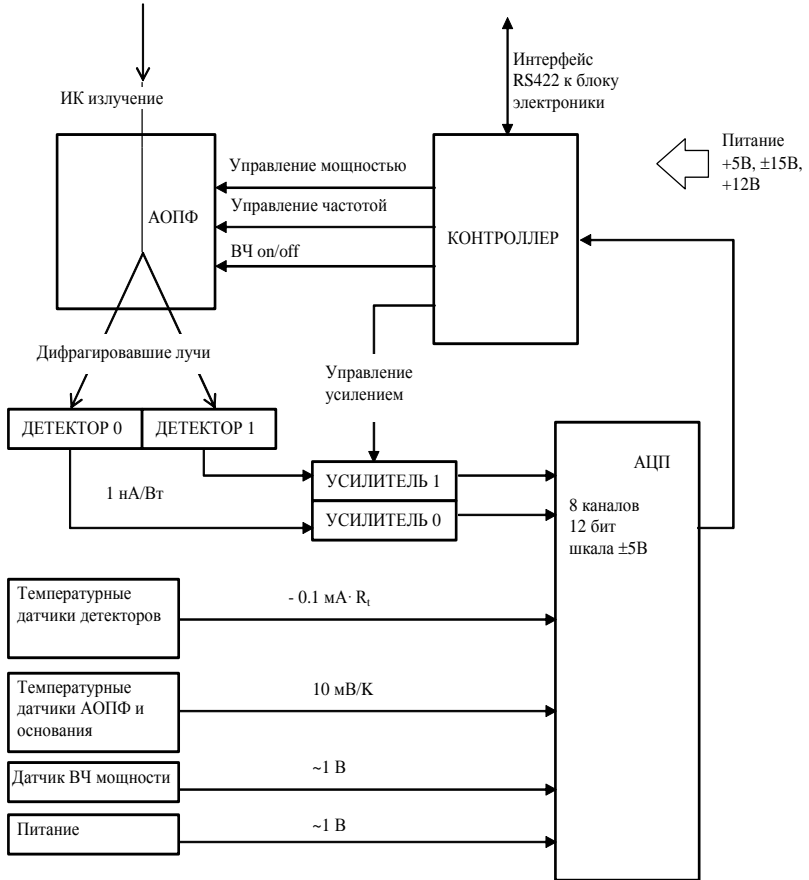 Интерфейс
RS422 к блоку
электроники
ИК излучение
Питание
+5В, ±15В,
+12В
Управление мощностью
АОПФ
Управление частотой
КОНТРОЛЛЕР
ВЧ on/off
Дифрагировавшие лучи
Управление
усилением
ДЕТЕКТОР 0
ДЕТЕКТОР 1
АЦП
УСИЛИТЕЛЬ 1
1 нА/Вт
УСИЛИТЕЛЬ 0
8 каналов
12 бит
шкала ±5В
Температурные
датчики детекторов
- 0.1 мА· Rt
Температурные
датчики АОПФ и
основания
10 мВ/K
Датчик ВЧ мощности
~1 В
Питание
~1 В